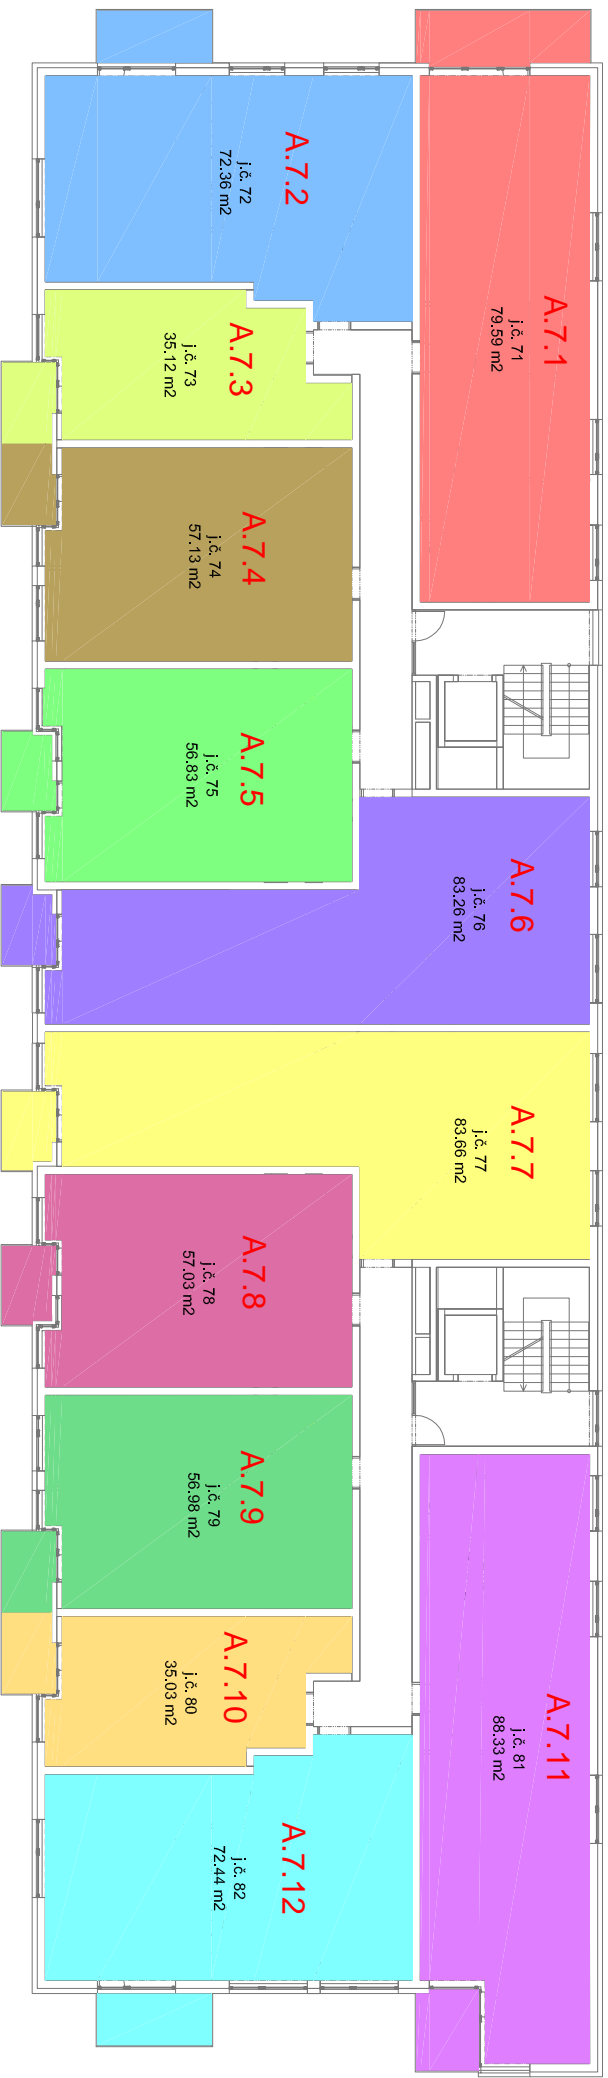 A.7.1
j.č. 71
79.59 m2
A.7.2
j.č. 72
72.36 m2
A.7.3
j.č. 73
35.12 m2
A.7.4
j.č. 74
57.13 m2
A.7.5
j.č. 75
56.83 m2
A.7.6
j.č. 76
83.26 m2
A.7.7
j.č. 77
83.66 m2
A.7.8
j.č. 78
57.03 m2
A.7.9
j.č. 79
56.98 m2
A.7.10
j.č. 80
35.03 m2
A.7.11
j.č. 81
88.33 m2
A.7.12
j.č. 82
72.44 m2